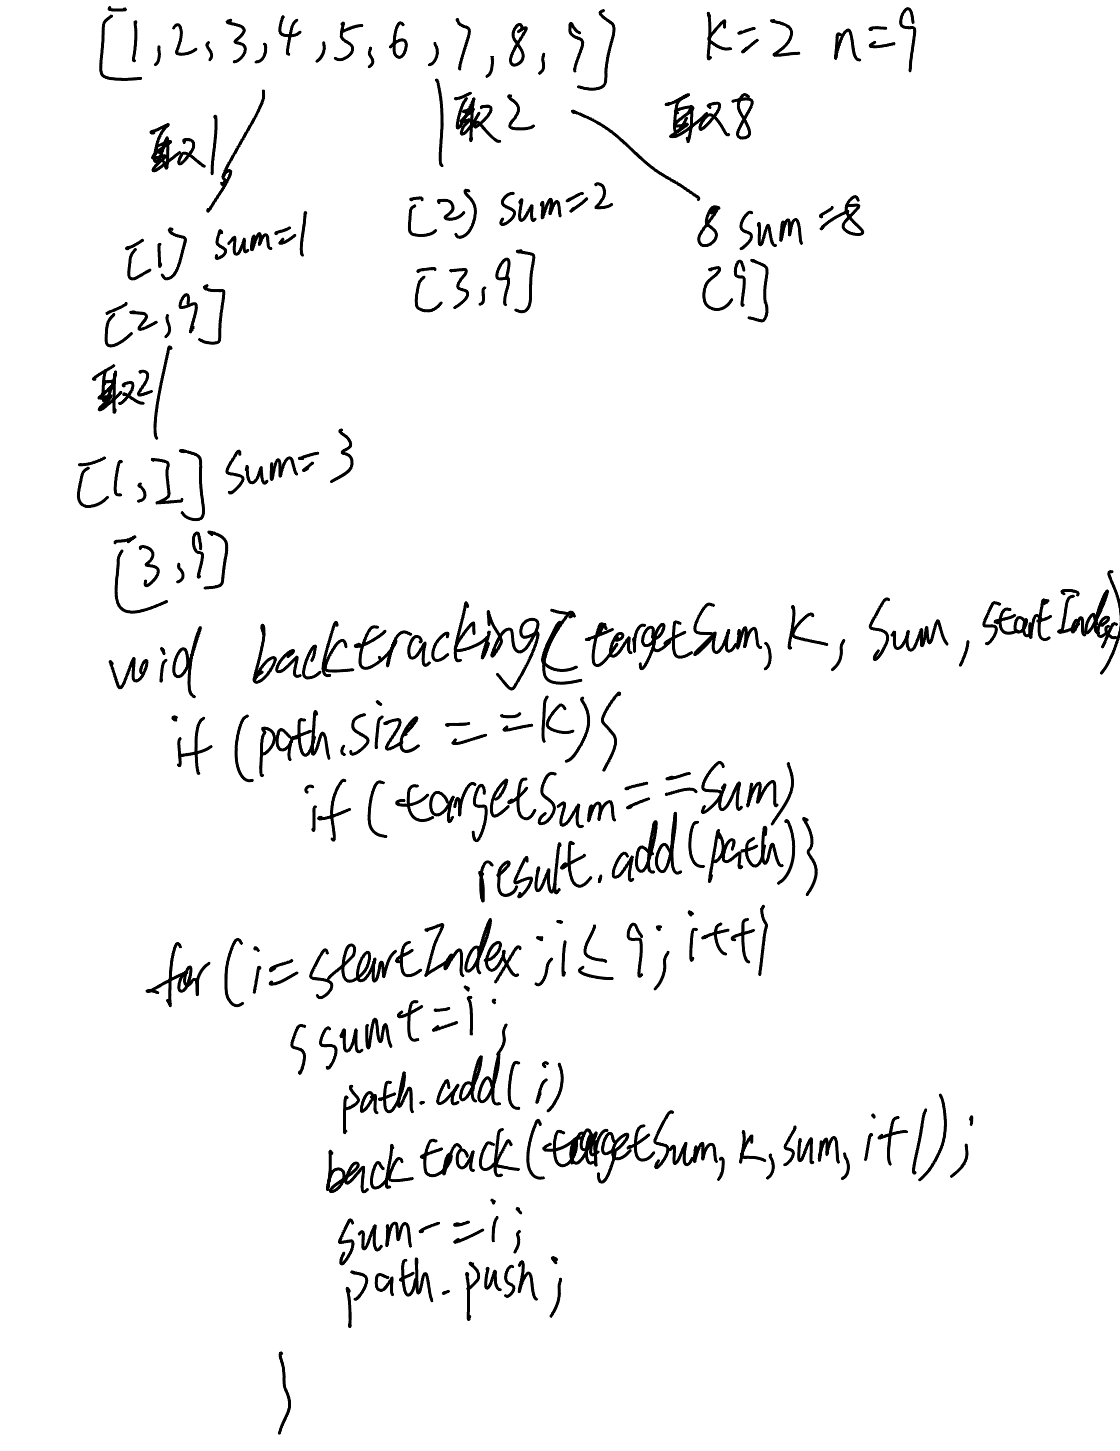 [1,2,3,4,5,6,7,8,9] K=2 n=9
取1 取2 取8
[1] sum=1 [2] sum=2 8 sum=8
[2,9] [3,9] [9]
取2
[1,2] sum=3
[3,9]
void backtracking(targetSum, K, Sum, startIndex)
if (path.size ==K){
if (targetSum==Sum)
result.add(path)}
for(i=startIndex;i≤9;i++)
{sum+=i;
path.add(i)
backtrack(targetSum,K,sum,i+1);
sum-=i;
path.push;
}